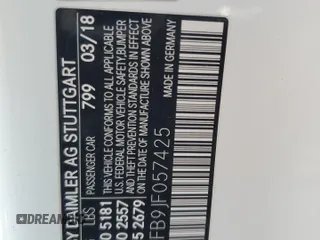 Y DAIMLER AG STUTTGART
PASSENGER CAR 799 03/18
LBS THIS VEHICLE CONFORMS TO ALL APPLICABLE
0 5181 U.S. FEDERAL MOTOR VEHICLE SAFETY, BUMPER
0 2557 AND THEFT PREVENTION STANDARDS IN
5 2679 EFFECT ON THE DATE OF MANUFACTURE SHOWN ABOVE.
FB9JF057425 MADE IN GERMANY
DREAM